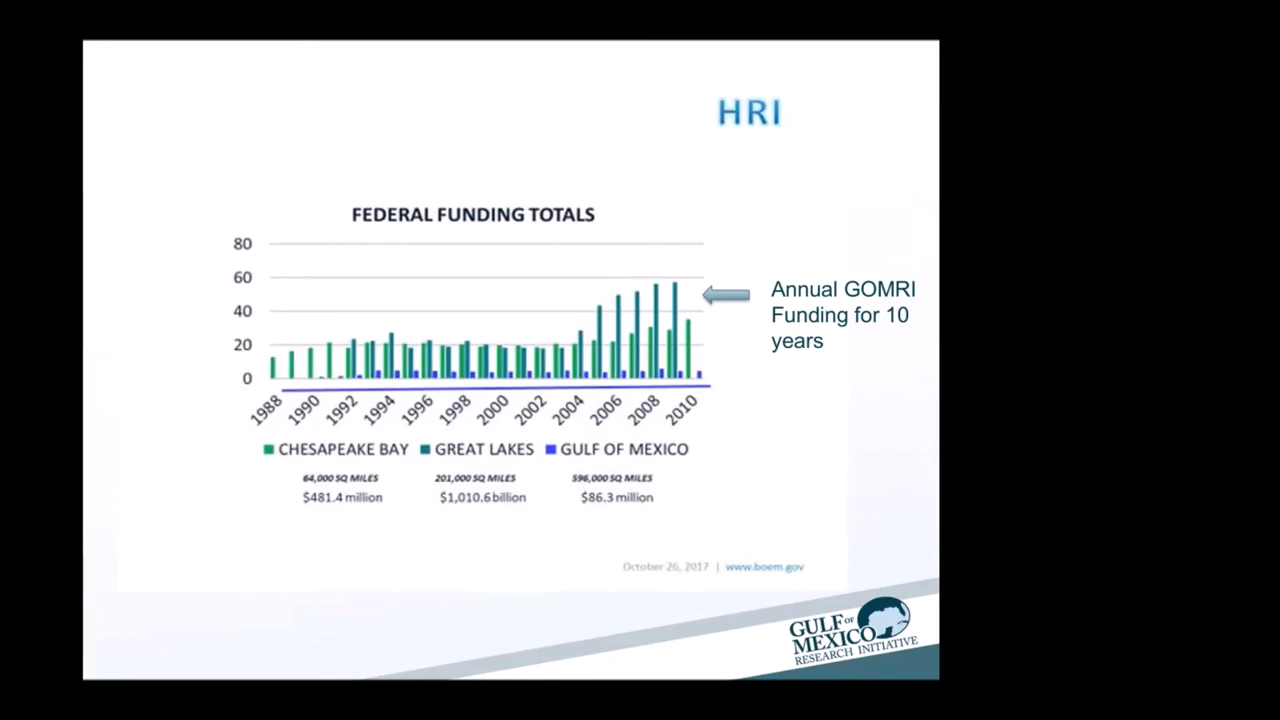 HRI
FEDERAL FUNDING TOTALS
80
60
40
20
0
1988
1990
1992
1994
1996
1998
2000
2002
2004
2006
2008
2010
CHESAPEAKE BAY GREAT LAKES GULF OF MEXICO
64,000 SQ MILES 201,000 SQ MILES 596,000 SQ MILES
$481.4 million $1,010.6 billion $86.3 million
Annual GOMRI
Funding for 10
years
October 26, 2017 | www.boem.gov
GULF OF
MEXICO
RESEARCH INITIATIVE